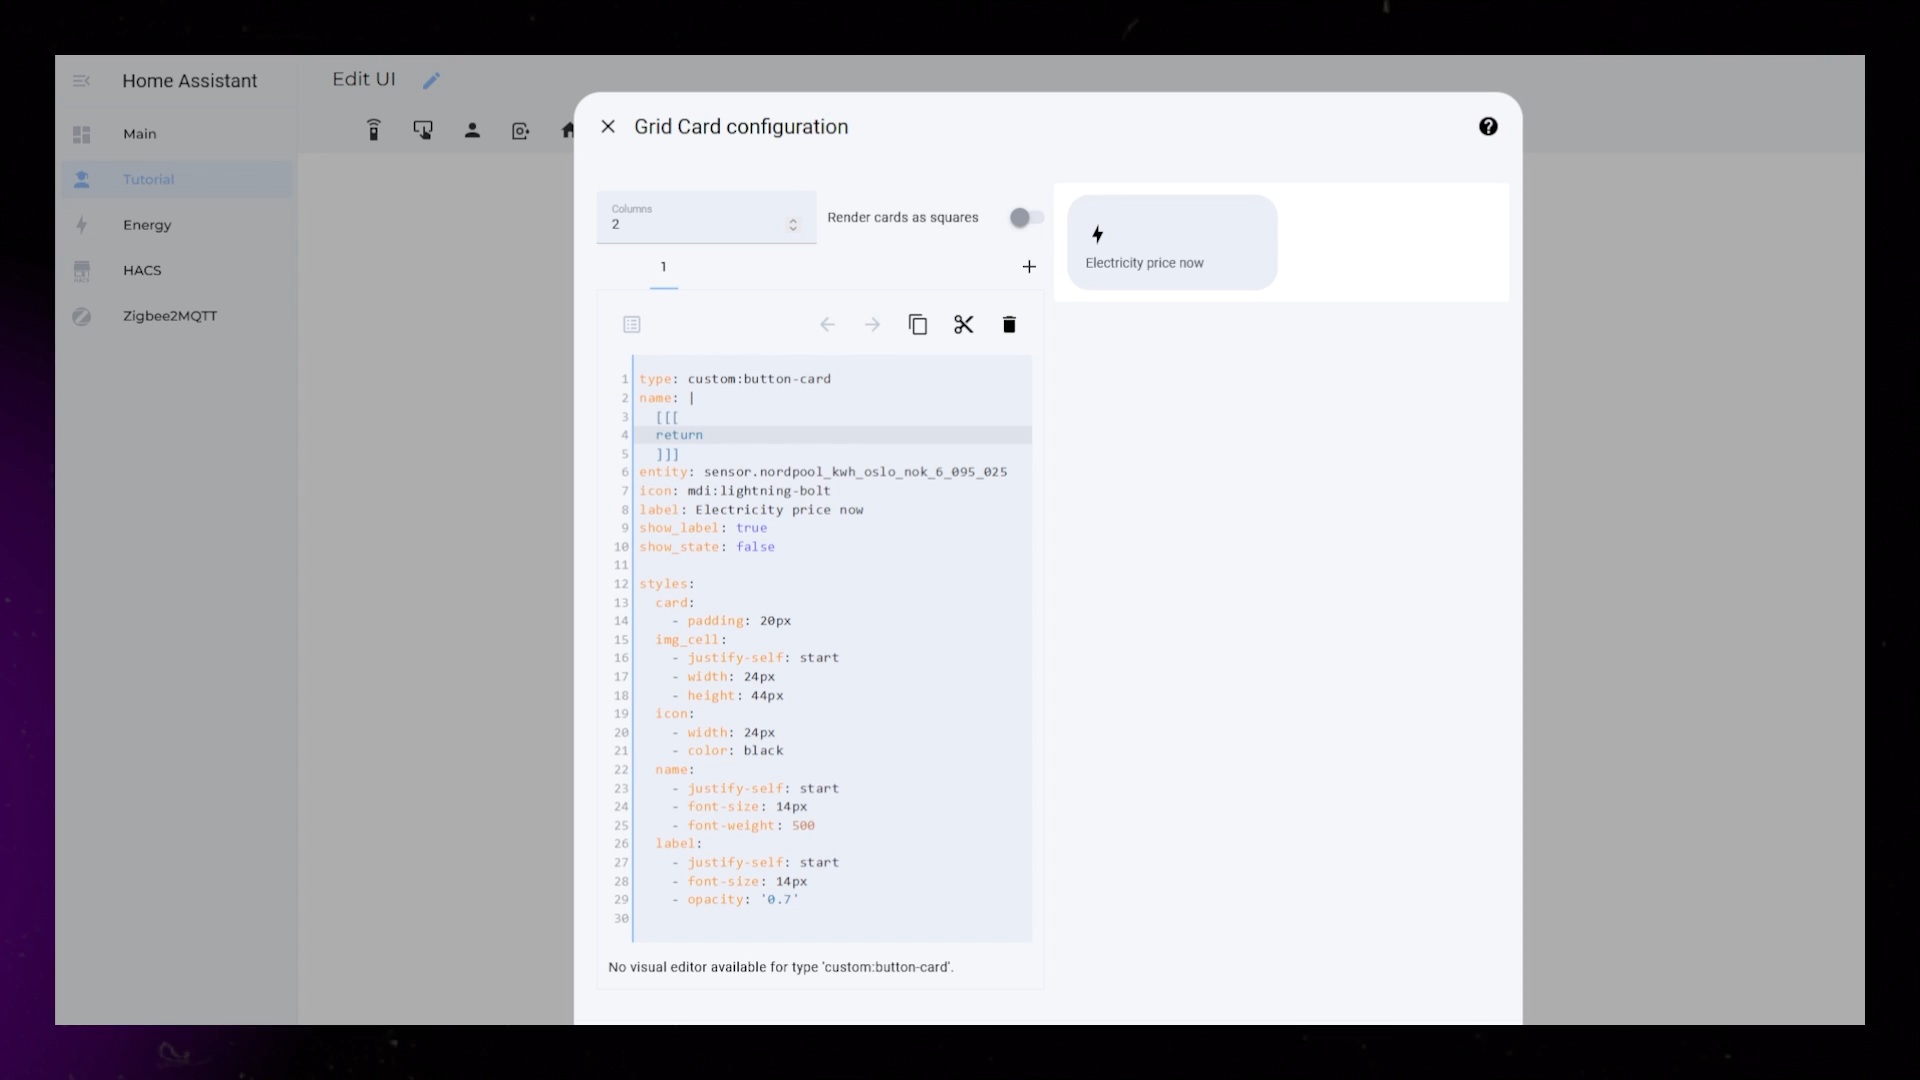 Home Assistant
Edit UI
Main
Tutorial
Energy
HACS
Zigbee2MQTT
Grid Card configuration
Columns
2
Render cards as squares
1
Electricity price now
1 type: custom:button-card
2 name: |
3 [[[
4 return
5 ]]]
6 entity: sensor.nordpool_kwh_oslo_nok_6_095_025
7 icon: mdi:lightning-bolt
8 label: Electricity price now
9 show_label: true
10 show_state: false
11
12 styles:
13 card:
14 - padding: 20px
15 img_cell:
16 - justify-self: start
17 - width: 24px
18 - height: 44px
19 icon:
20 - width: 24px
21 - color: black
22 name:
23 - justify-self: start
24 - font-size: 14px
25 - font-weight: 500
26 label:
27 - justify-self: start
28 - font-size: 14px
29 - opacity: '0.7'
30
No visual editor available for type 'custom:button-card'.